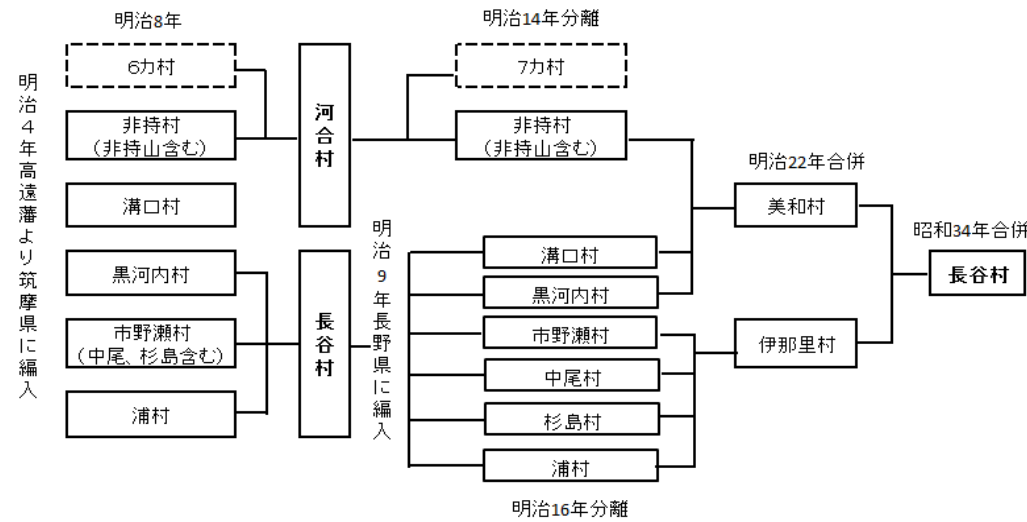 明治8年
明治4年高遠藩より筑摩県に編入
6カ村
非持村
(非持山含む)
溝口村
黒河内村
市野瀬村
(中尾、杉島含む)
浦村
河合村
長谷村
明治9年長野県に編入
明治14年分離
7カ村
非持村
(非持山含む)
溝口村
黒河内村
市野瀬村
中尾村
杉島村
浦村
明治16年分離
明治22年合併
美和村
伊那里村
昭和34年合併
長谷村